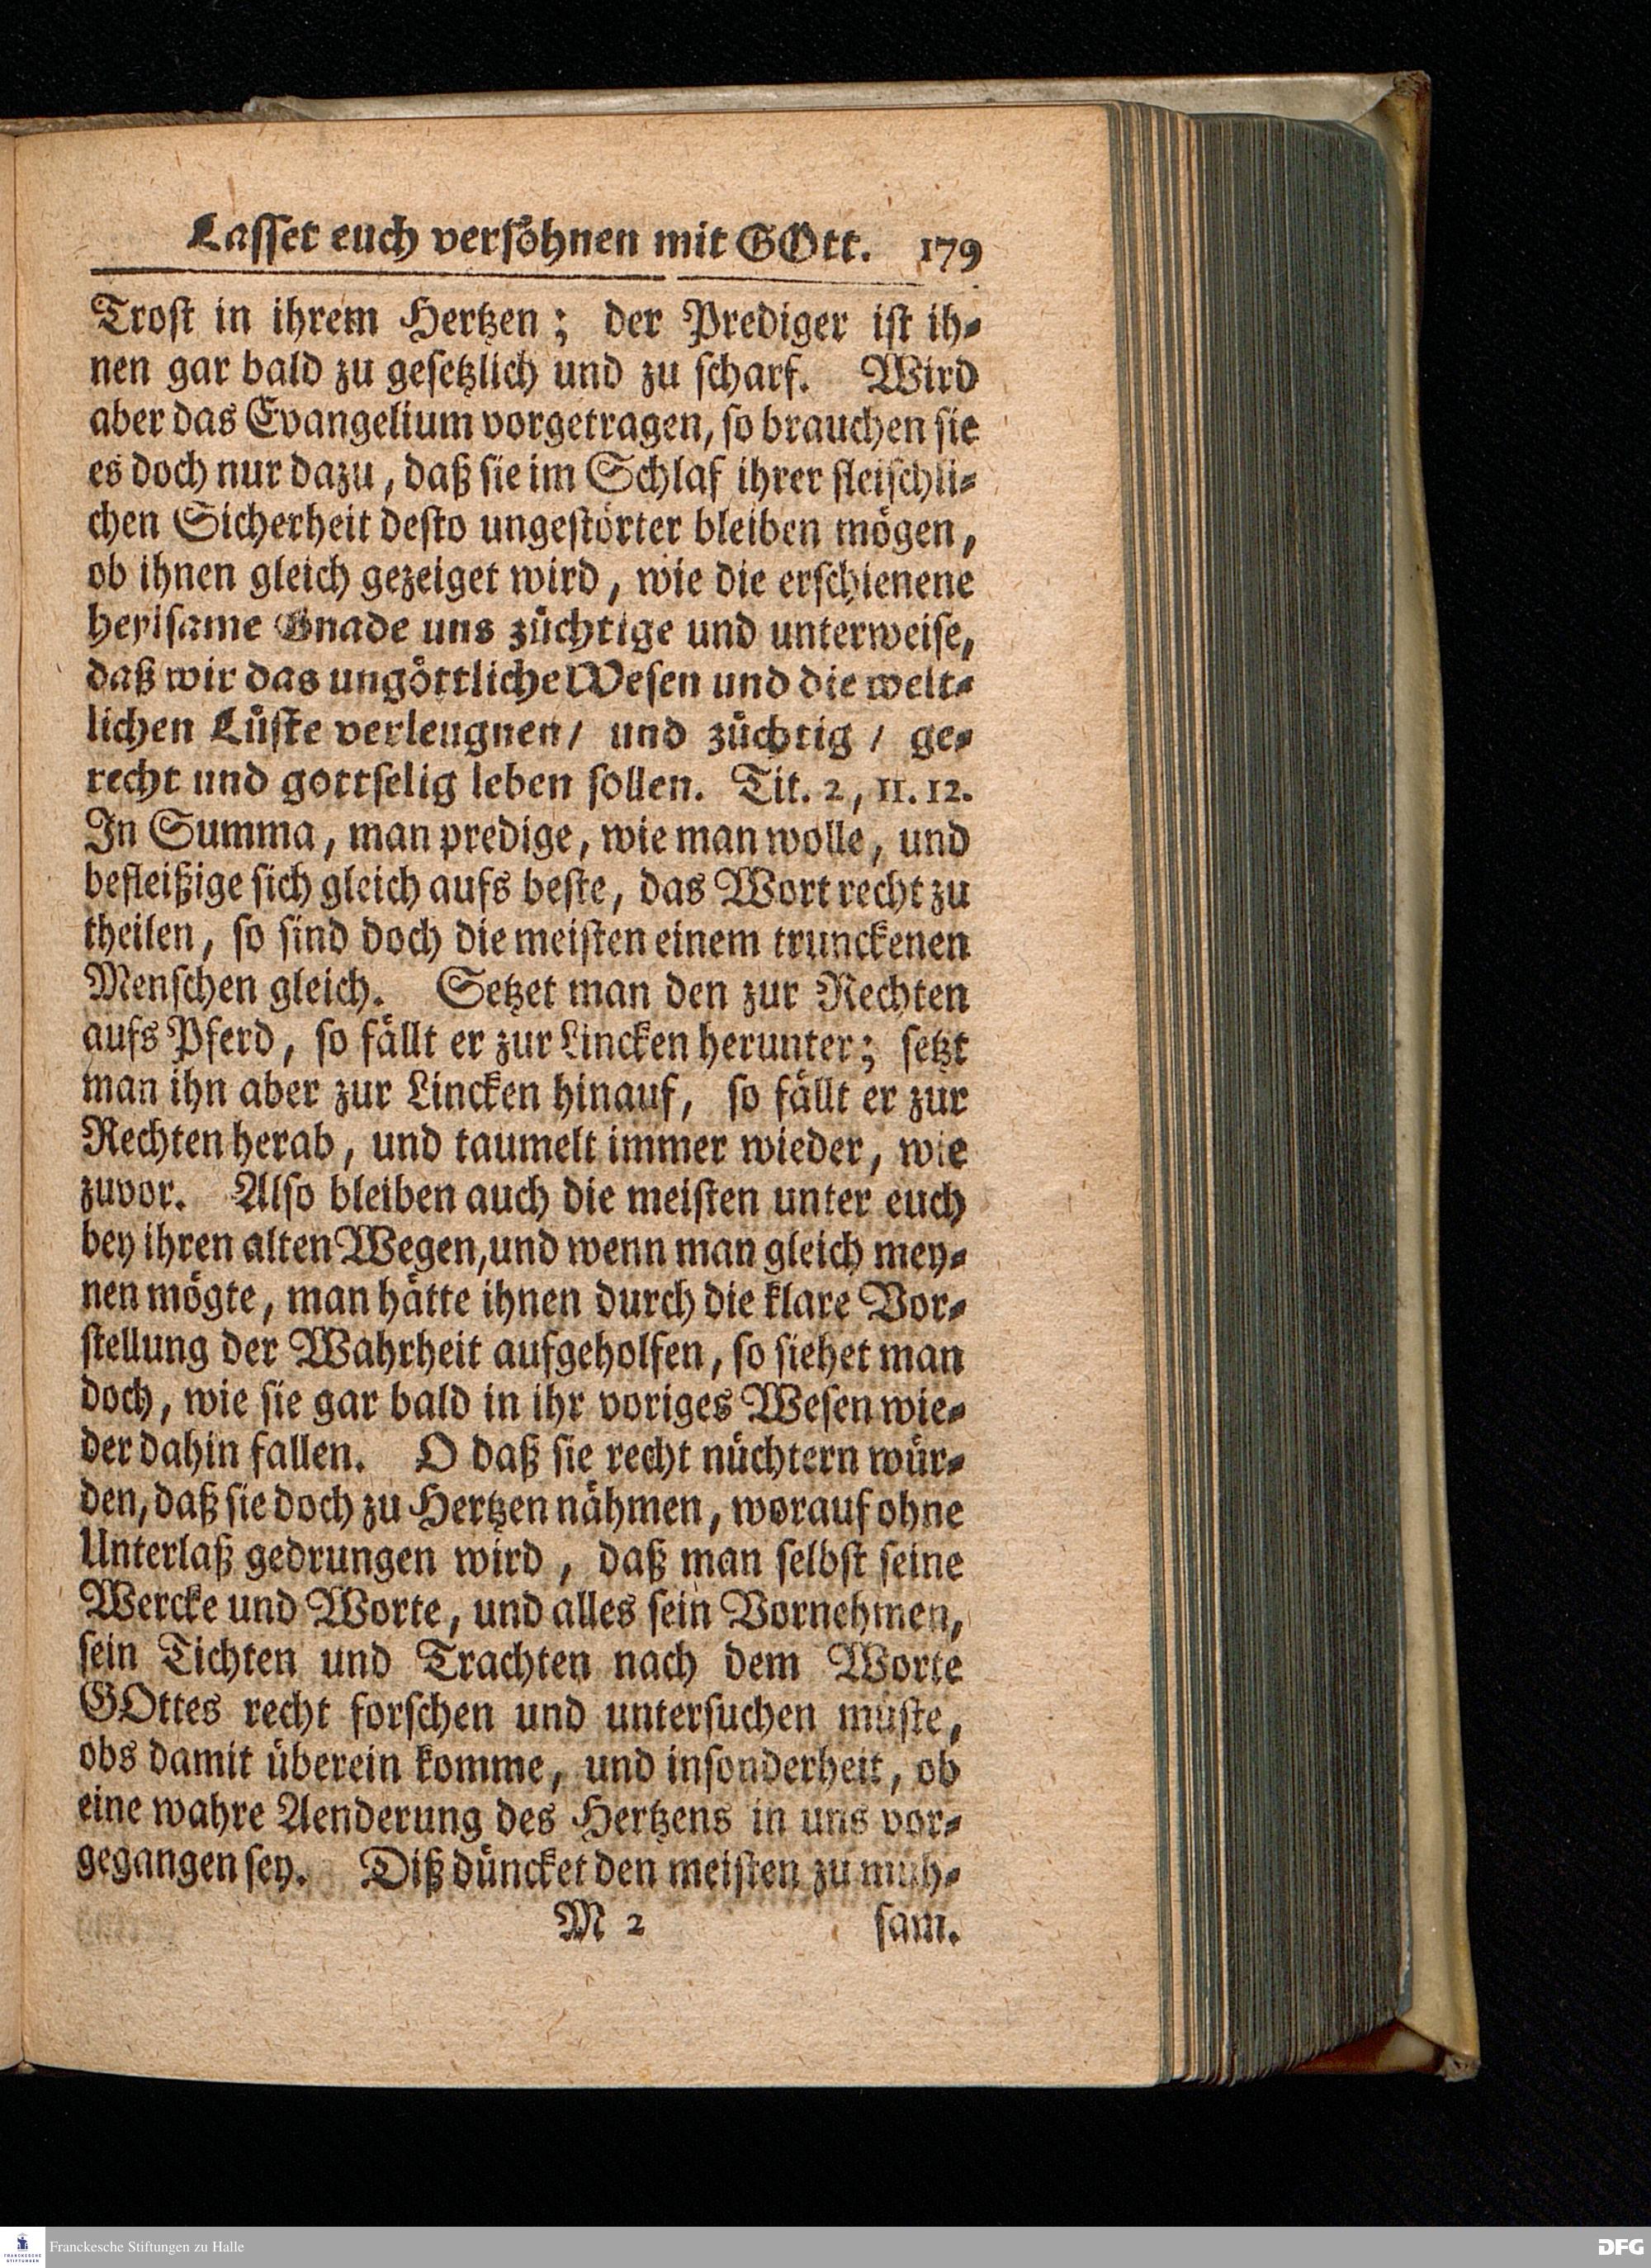 Lasset euch versöhnen mit GOtt. 179
Trost in ihrem Hertzen; der Prediger ist ih-
nen gar bald zu gesetzlich und zu scharf. Wird
aber das Evangelium vorgetragen, so brauchen sie
es doch nur dazu, daß sie im Schlaf ihrer fleischli-
chen Sicherheit desto ungestörter bleiben mögen,
ob ihnen gleich gezeiget wird, wie die erschienene
heylsame Gnade uns züchtige und unterweise,
daß wir das ungöttliche Wesen und die welt-
lichen Lüste verleugnen/ und züchtig/ ge-
recht und gottselig leben sollen. Tit. 2, 11. 12.
In Summa, man predige, wie man wolle, und
befleißige sich gleich aufs beste, das Wort recht zu
theilen, so sind doch die meisten einem trunckenen
Menschen gleich. Setzet man den zur Rechten
aufs Pferd, so fällt er zur Lincken herunter; setzt
man ihn aber zur Lincken hinauf, so fällt er zur
Rechten herab, und taumelt immer wieder, wie
zuvor. Also bleiben auch die meisten unter euch
bey ihren alten Wegen, und wenn man gleich mey-
nen mögte, man hätte ihnen durch die klare Vor-
stellung der Wahrheit aufgeholfen, so siehet man
doch, wie sie gar bald in ihr voriges Wesen wie-
der dahin fallen. O daß sie recht nüchtern wür-
den, daß sie doch zu Hertzen nähmen, worauf ohne
Unterlaß gedrungen wird, daß man selbst seine
Wercke und Worte, und alles sein Vornehmen,
sein Tichten und Trachten nach dem Worte
GOttes recht forschen und untersuchen müste,
obs damit überein komme, und insonderheit, ob
eine wahre Aenderung des Hertzens in uns vor-
gegangen sey. Diß düncket den meisten zu müh-
M 2 sam.
Franckesche Stiftungen zu Halle
FRANCKESCHE
STIFTUNGEN
DFG